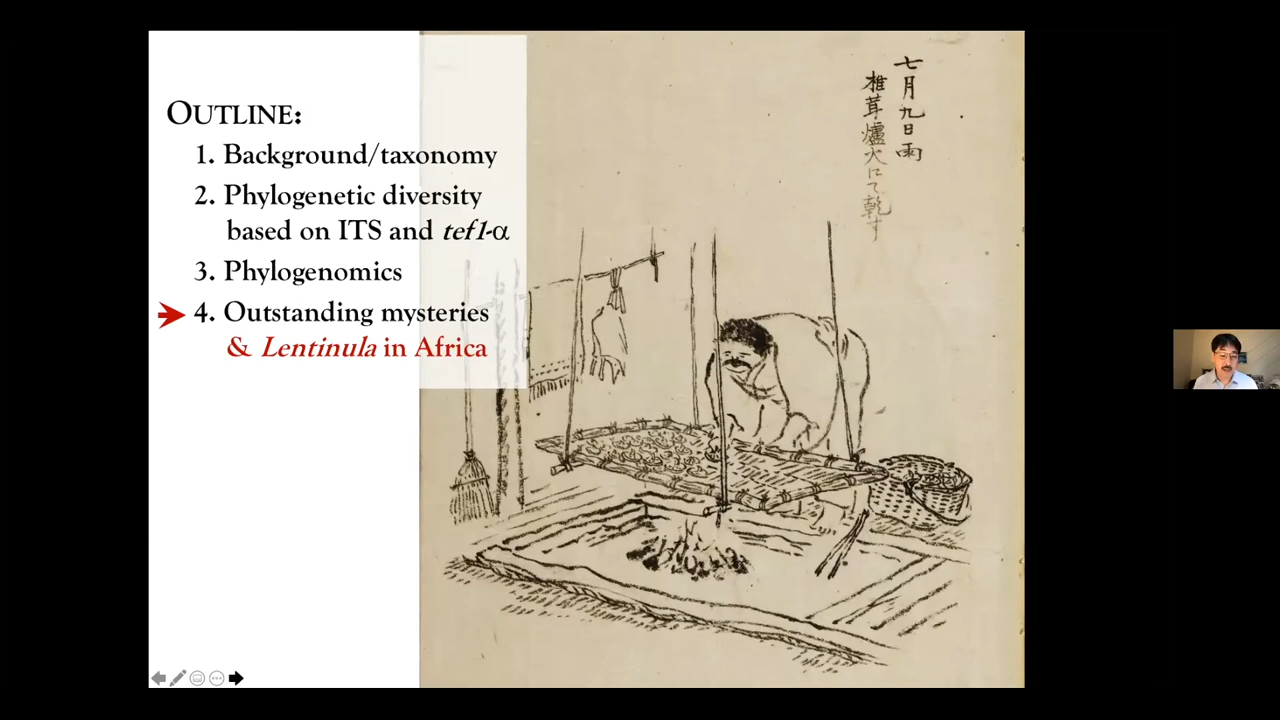 OUTLINE:
1. Background/taxonomy
2. Phylogenetic diversity
based on ITS and tef1-α
3. Phylogenomics
4. Outstanding mysteries
& Lentinula in Africa
七月九日雨
椎茸爐火にて乾す